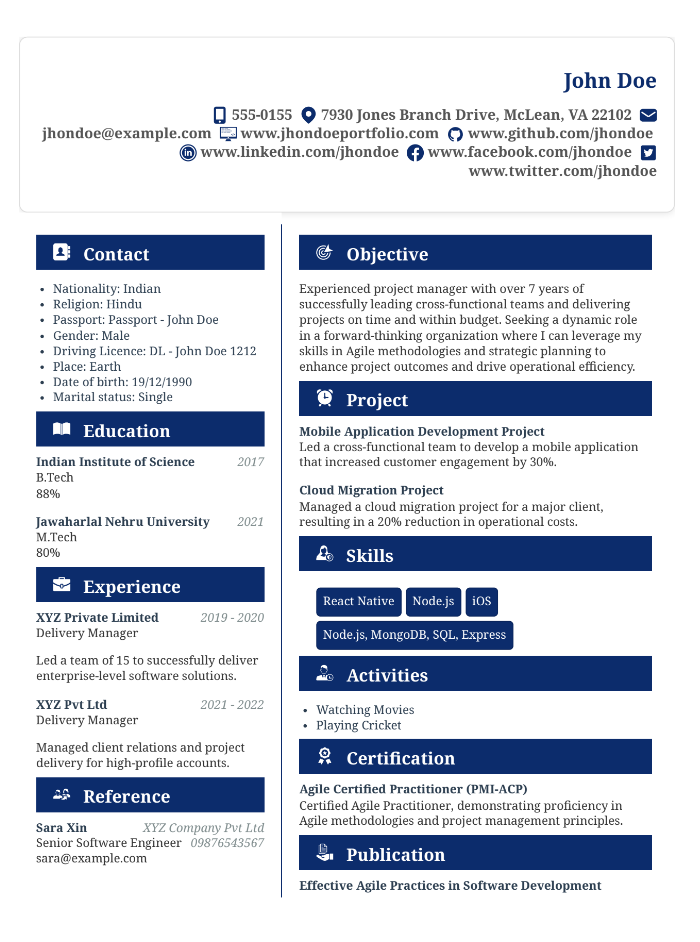 John Doe
555-0155 7930 Jones Branch Drive, McLean, VA 22102
jhondoe@example.com www.jhondoeportfolio.com www.github.com/jhondoe
www.linkedin.com/jhondoe www.facebook.com/jhondoe
www.twitter.com/jhondoe
Contact
• Nationality: Indian
• Religion: Hindu
• Passport: Passport - John Doe
• Gender: Male
• Driving Licence: DL - John Doe 1212
• Place: Earth
• Date of birth: 19/12/1990
• Marital status: Single
Education
Indian Institute of Science 2017
B.Tech
88%
Jawaharlal Nehru University 2021
M.Tech
80%
Experience
XYZ Private Limited 2019 - 2020
Delivery Manager
Led a team of 15 to successfully deliver
enterprise-level software solutions.
XYZ Pvt Ltd 2021 - 2022
Delivery Manager
Managed client relations and project
delivery for high-profile accounts.
Reference
Sara Xin XYZ Company Pvt Ltd
Senior Software Engineer 09876543567
sara@example.com
Objective
Experienced project manager with over 7 years of
successfully leading cross-functional teams and delivering
projects on time and within budget. Seeking a dynamic role
in a forward-thinking organization where I can leverage my
skills in Agile methodologies and strategic planning to
enhance project outcomes and drive operational efficiency.
Project
Mobile Application Development Project
Led a cross-functional team to develop a mobile application
that increased customer engagement by 30%.
Cloud Migration Project
Managed a cloud migration project for a major client,
resulting in a 20% reduction in operational costs.
Skills
React Native Node.js iOS
Node.js, MongoDB, SQL, Express
Activities
• Watching Movies
• Playing Cricket
Certification
Agile Certified Practitioner (PMI-ACP)
Certified Agile Practitioner, demonstrating proficiency in
Agile methodologies and project management principles.
Publication
Effective Agile Practices in Software Development